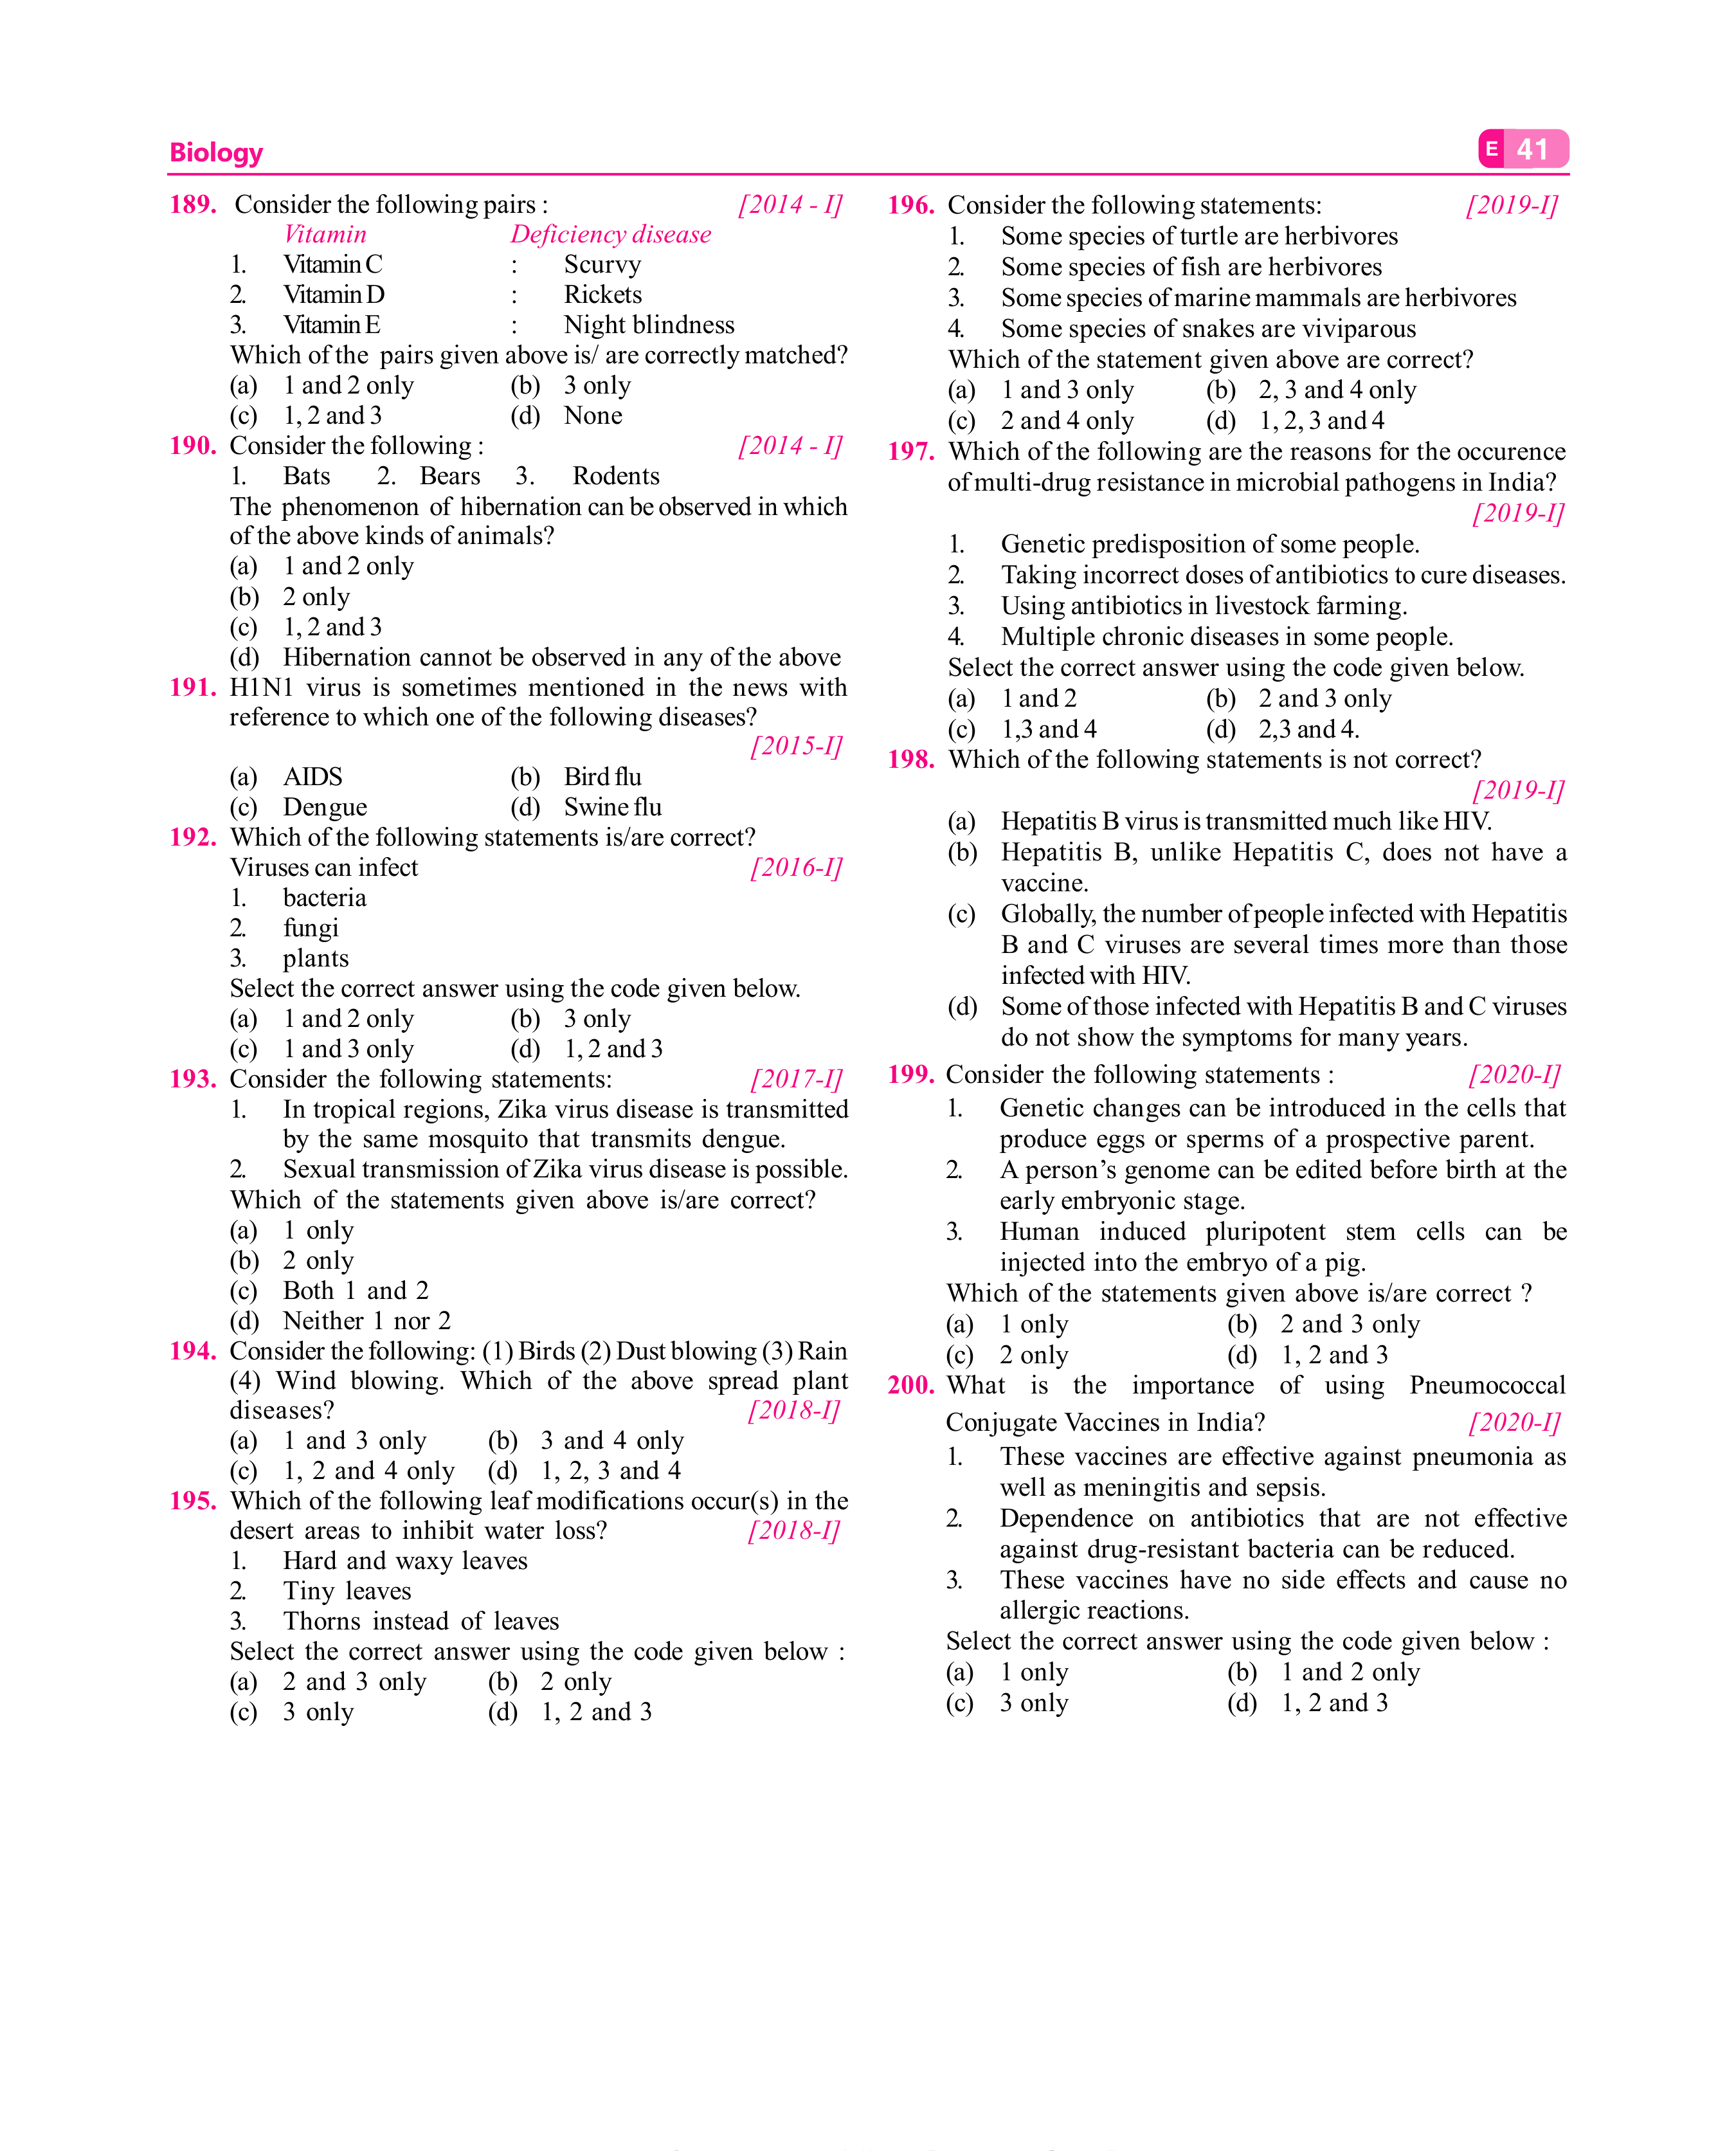 Biology
E 41
189. Consider the following pairs : [2014 - I]
Vitamin Deficiency disease
1. Vitamin C : Scurvy
2. Vitamin D : Rickets
3. Vitamin E : Night blindness
Which of the pairs given above is/ are correctly matched?
(a) 1 and 2 only (b) 3 only
(c) 1, 2 and 3 (d) None
190. Consider the following : [2014 - I]
1. Bats 2. Bears 3. Rodents
The phenomenon of hibernation can be observed in which
of the above kinds of animals?
(a) 1 and 2 only
(b) 2 only
(c) 1, 2 and 3
(d) Hibernation cannot be observed in any of the above
191. H1N1 virus is sometimes mentioned in the news with
reference to which one of the following diseases?
[2015-I]
(a) AIDS (b) Bird flu
(c) Dengue (d) Swine flu
192. Which of the following statements is/are correct?
Viruses can infect [2016-I]
1. bacteria
2. fungi
3. plants
Select the correct answer using the code given below.
(a) 1 and 2 only (b) 3 only
(c) 1 and 3 only (d) 1, 2 and 3
193. Consider the following statements: [2017-I]
1. In tropical regions, Zika virus disease is transmitted
by the same mosquito that transmits dengue.
2. Sexual transmission of Zika virus disease is possible.
Which of the statements given above is/are correct?
(a) 1 only
(b) 2 only
(c) Both 1 and 2
(d) Neither 1 nor 2
194. Consider the following: (1) Birds (2) Dust blowing (3) Rain
(4) Wind blowing. Which of the above spread plant
diseases? [2018-I]
(a) 1 and 3 only (b) 3 and 4 only
(c) 1, 2 and 4 only (d) 1, 2, 3 and 4
195. Which of the following leaf modifications occur(s) in the
desert areas to inhibit water loss? [2018-I]
1. Hard and waxy leaves
2. Tiny leaves
3. Thorns instead of leaves
Select the correct answer using the code given below :
(a) 2 and 3 only (b) 2 only
(c) 3 only (d) 1, 2 and 3
196. Consider the following statements: [2019-I]
1. Some species of turtle are herbivores
2. Some species of fish are herbivores
3. Some species of marine mammals are herbivores
4. Some species of snakes are viviparous
Which of the statement given above are correct?
(a) 1 and 3 only (b) 2, 3 and 4 only
(c) 2 and 4 only (d) 1, 2, 3 and 4
197. Which of the following are the reasons for the occurence
of multi-drug resistance in microbial pathogens in India?
[2019-I]
1. Genetic predisposition of some people.
2. Taking incorrect doses of antibiotics to cure diseases.
3. Using antibiotics in livestock farming.
4. Multiple chronic diseases in some people.
Select the correct answer using the code given below.
(a) 1 and 2 (b) 2 and 3 only
(c) 1,3 and 4 (d) 2,3 and 4.
198. Which of the following statements is not correct?
[2019-I]
(a) Hepatitis B virus is transmitted much like HIV.
(b) Hepatitis B, unlike Hepatitis C, does not have a
vaccine.
(c) Globally, the number of people infected with Hepatitis
B and C viruses are several times more than those
infected with HIV.
(d) Some of those infected with Hepatitis B and C viruses
do not show the symptoms for many years.
199. Consider the following statements : [2020-I]
1. Genetic changes can be introduced in the cells that
produce eggs or sperms of a prospective parent.
2. A person’s genome can be edited before birth at the
early embryonic stage.
3. Human induced pluripotent stem cells can be
injected into the embryo of a pig.
Which of the statements given above is/are correct ?
(a) 1 only (b) 2 and 3 only
(c) 2 only (d) 1, 2 and 3
200. What is the importance of using Pneumococcal
Conjugate Vaccines in India? [2020-I]
1. These vaccines are effective against pneumonia as
well as meningitis and sepsis.
2. Dependence on antibiotics that are not effective
against drug-resistant bacteria can be reduced.
3. These vaccines have no side effects and cause no
allergic reactions.
Select the correct answer using the code given below :
(a) 1 only (b) 1 and 2 only
(c) 3 only (d) 1, 2 and 3